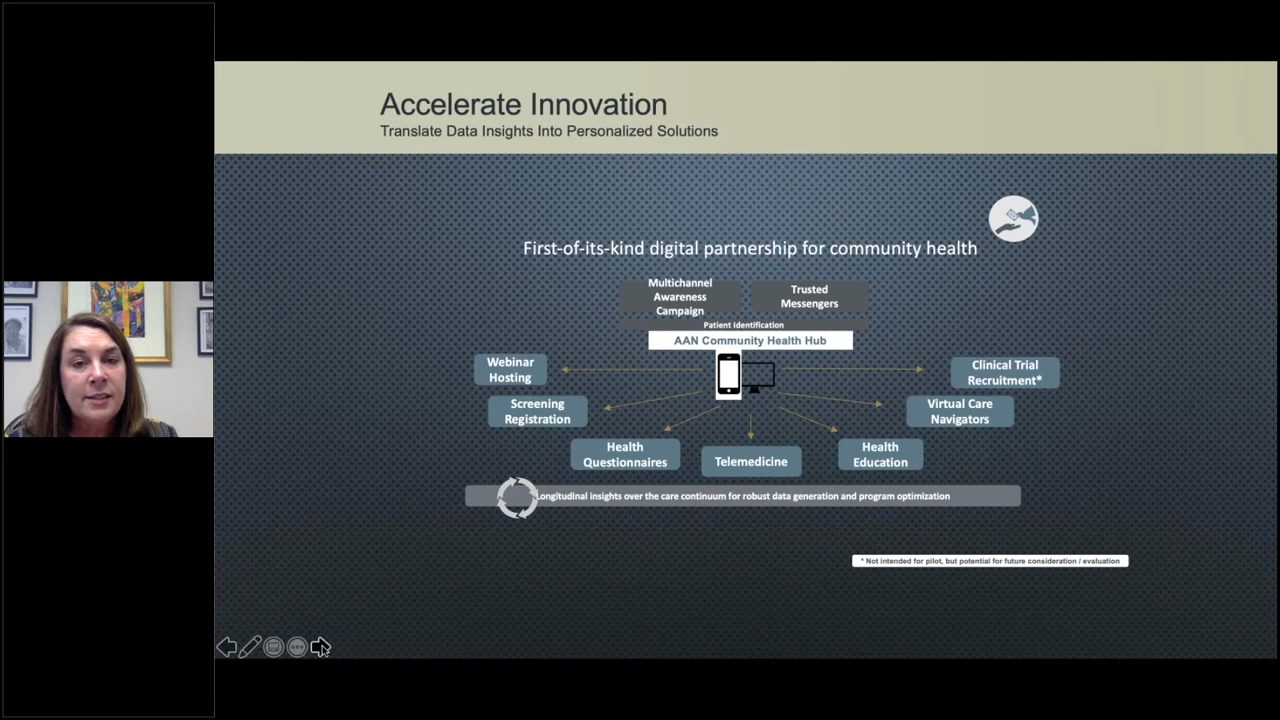 Accelerate Innovation
Translate Data Insights Into Personalized Solutions
First-of-its-kind digital partnership for community health
Multichannel
Awareness
Campaign
Trusted
Messengers
Patient Identification
AAN Community Health Hub
Webinar
Hosting
Clinical Trial
Recruitment*
Screening
Registration
Virtual Care
Navigators
Health
Questionnaires
Telemedicine
Health
Education
Longitudinal insights over the care continuum for robust data generation and program optimization
* Not intended for pilot, but potential for future consideration / evaluation